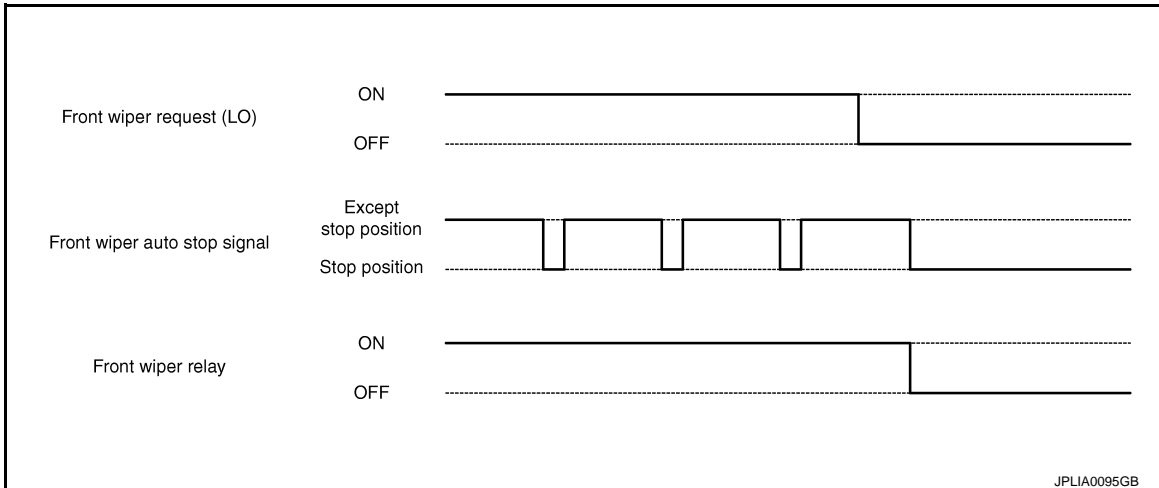 Front wiper request (LO)
ON
OFF
Front wiper auto stop signal
Except
stop position
Stop position
Front wiper relay
ON
OFF
JPLIA0095GB